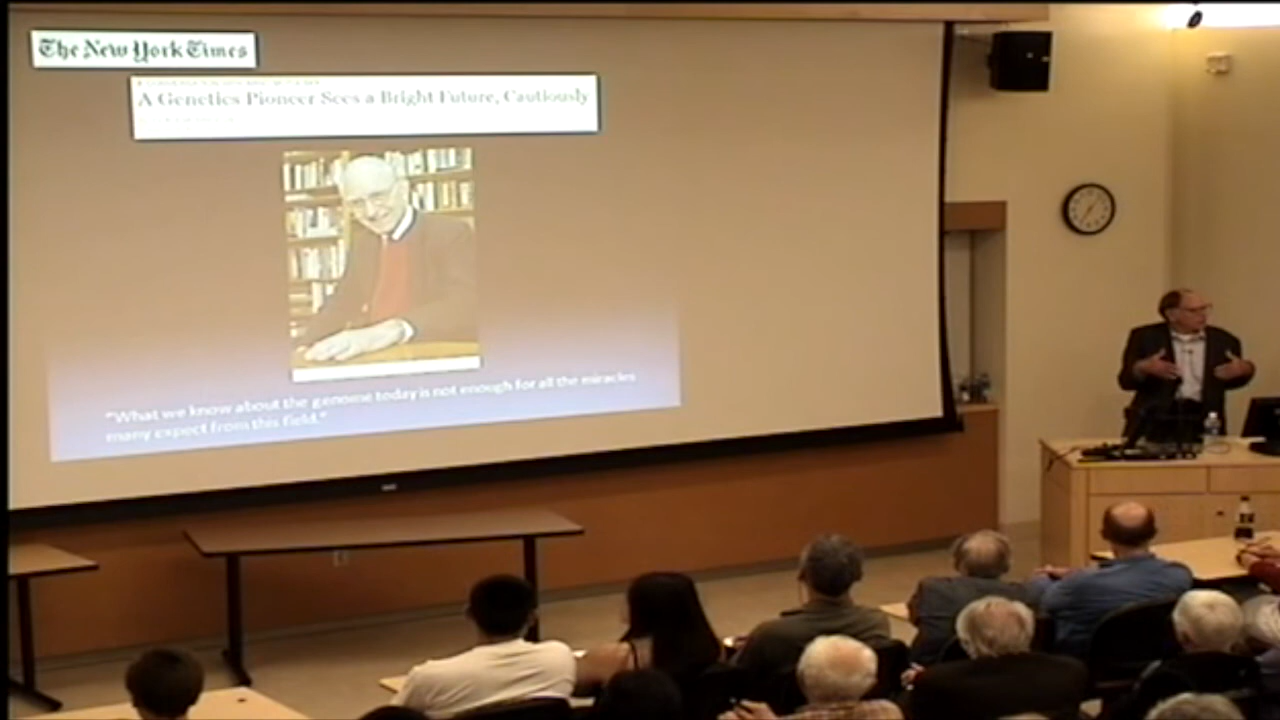 The New York Times
A Genetics Pioneer Sees a Bright Future, Cautiously
"What we know about the genome today is not enough for all the miracles
many expect from this field."